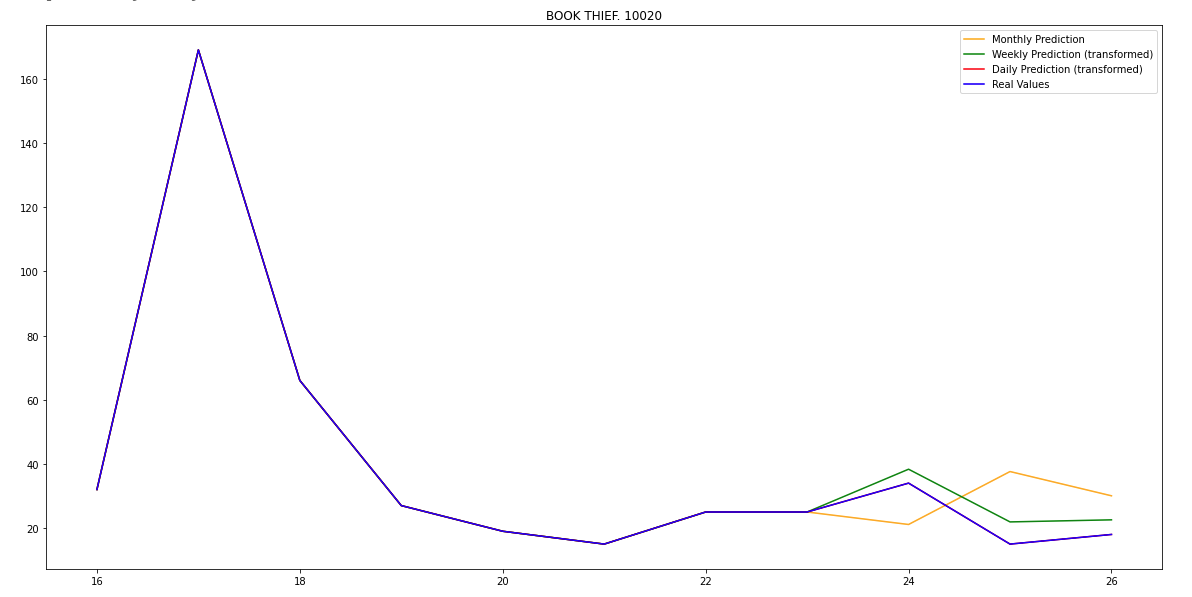 BOOK THIEF. 10020
Monthly Prediction
Weekly Prediction (transformed)
Daily Prediction (transformed)
Real Values
160
140
120
100
80
60
40
20
16
18
20
22
24
26